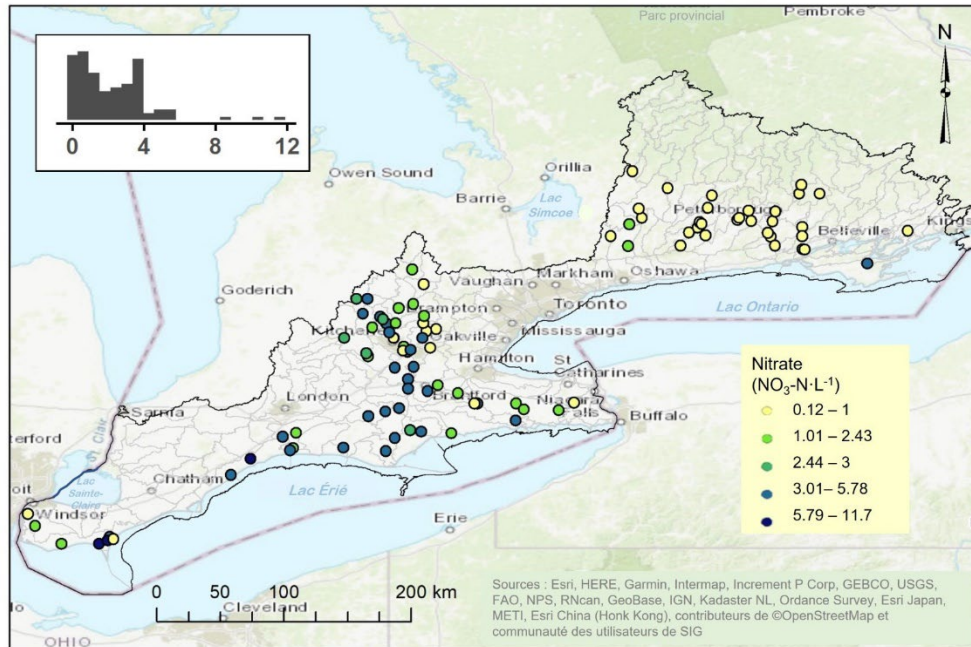 Parc provincial
Pembroke
N
0 4 8 12
Owen Sound
Orillia
Barrie
Lac
Simcoe
Peterborough
Kings
Belleville
Goderich
Vaughan
Markham
Oshawa
Brampton
Toronto
Lac Ontario
Kitchener
Oakville
Mississauga
Hamilton
St
Catharines
Sarnia
London
Brantford
Niagara
Falls
Buffalo
St. Clair
Lac
Sainte-
Claire
Chatham
Windsor
Lac Érié
Erie
Cleveland
OHIO
Nitrate
(NO₃-N·L⁻¹)
0.12 – 1
1.01 – 2.43
2.44 – 3
3.01– 5.78
5.79 – 11.7
0 50 100 200 km
Sources : Esri, HERE, Garmin, Intermap, Increment P Corp, GEBCO, USGS,
FAO, NPS, RNcan, GeoBase, IGN, Kadaster NL, Ordance Survey, Esri Japan,
METI, Esri China (Honk Kong), contributeurs de ©OpenStreetMap et
communauté des utilisateurs de SIG